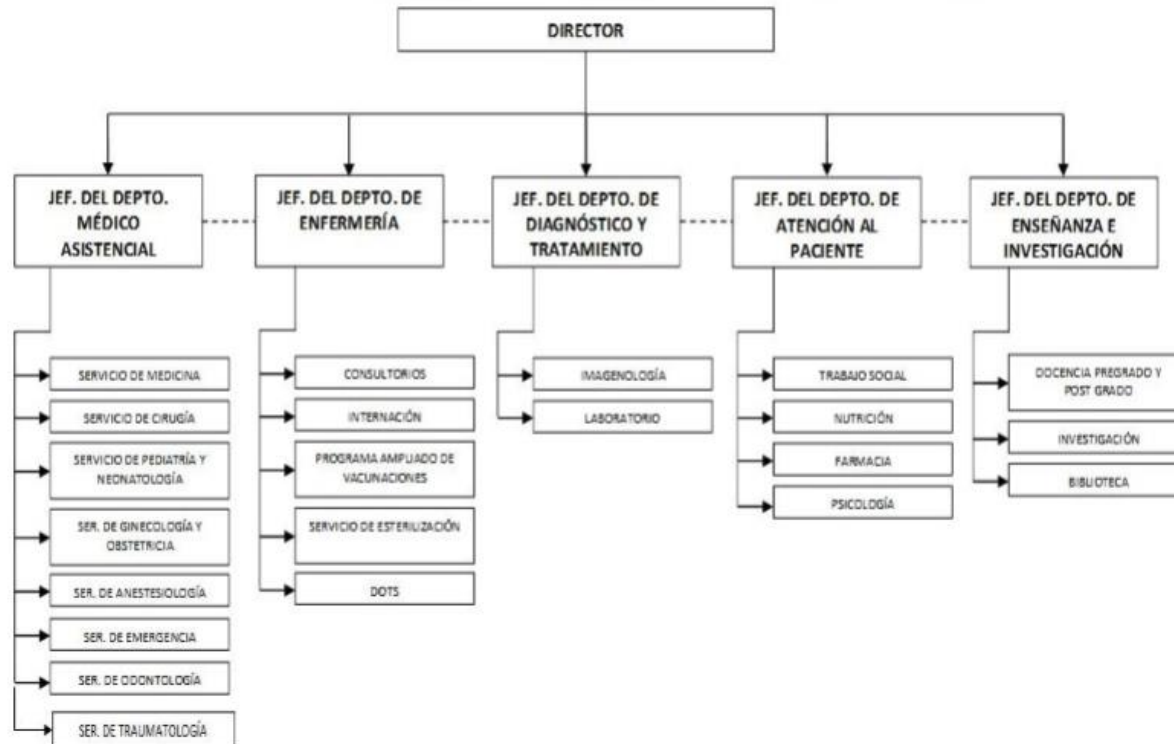 DIRECTOR
JEF. DEL DEPTO.
MÉDICO
ASISTENCIAL
JEF. DEL DEPTO. DE
ENFERMERÍA
JEF. DEL DEPTO. DE
DIAGNÓSTICO Y
TRATAMIENTO
JEF. DEL DEPTO. DE
ATENCIÓN AL
PACIENTE
JEF. DEL DEPTO. DE
ENSEÑANZA E
INVESTIGACIÓN
SERVICIO DE MEDICINA
SERVICIO DE CIRUGÍA
SERVICIO DE PEDIATRÍA Y
NEONATOLOGÍA
SER. DE GINECOLOGÍA Y
OBSTETRICIA
SER. DE ANESTESIOLOGÍA
SER. DE EMERGENCIA
SER. DE ODONTOLOGÍA
SER. DE TRAUMATOLOGÍA
CONSULTORIOS
INTERNACIÓN
PROGRAMA AMPLIADO DE
VACUNACIONES
SERVICIO DE ESTERILIZACIÓN
DOTS
IMAGENOLOGÍA
LABORATORIO
TRABAJO SOCIAL
NUTRICIÓN
FARMACIA
PSICOLOGÍA
DOCENCIA PREGRADO Y
POST GRADO
INVESTIGACIÓN
BIBLIOTECA